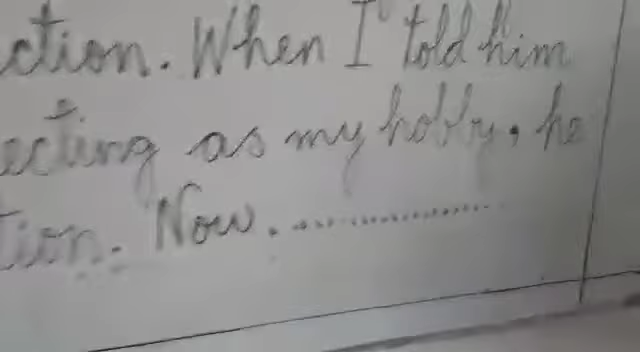 ction. When I told him
ecting as my hobby, he
tion. Now. ........................